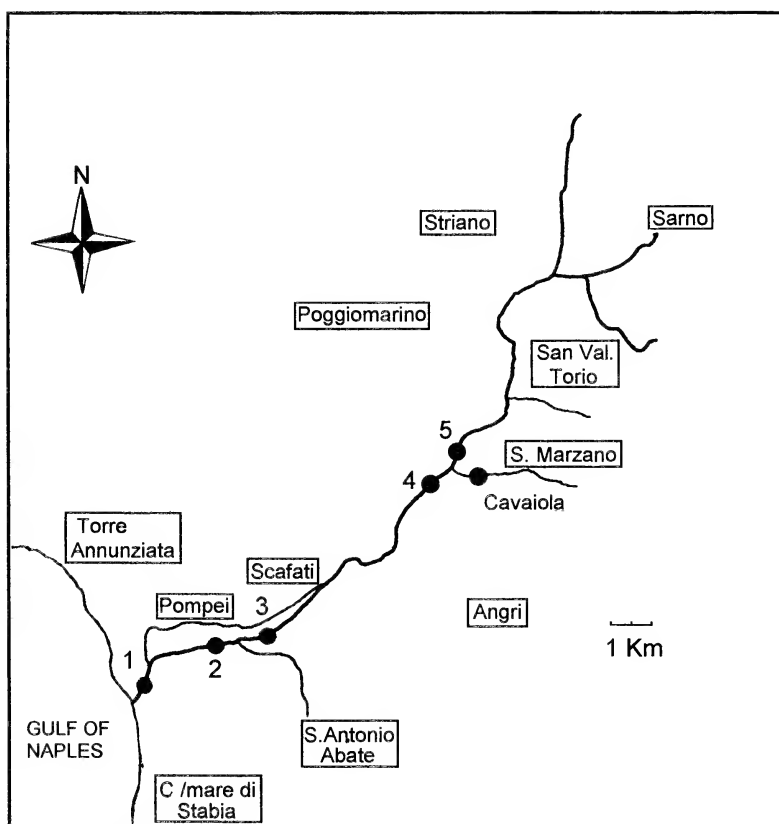 N
Striano
Sarno
Poggiomarino
San Val.
Torio
5
S. Marzano
4
Cavaiola
Torre
Annunziata
Scafati
Pompei
3
Angri
1 Km
1
2
GULF OF
NAPLES
S.Antonio
Abate
C /mare di
Stabia